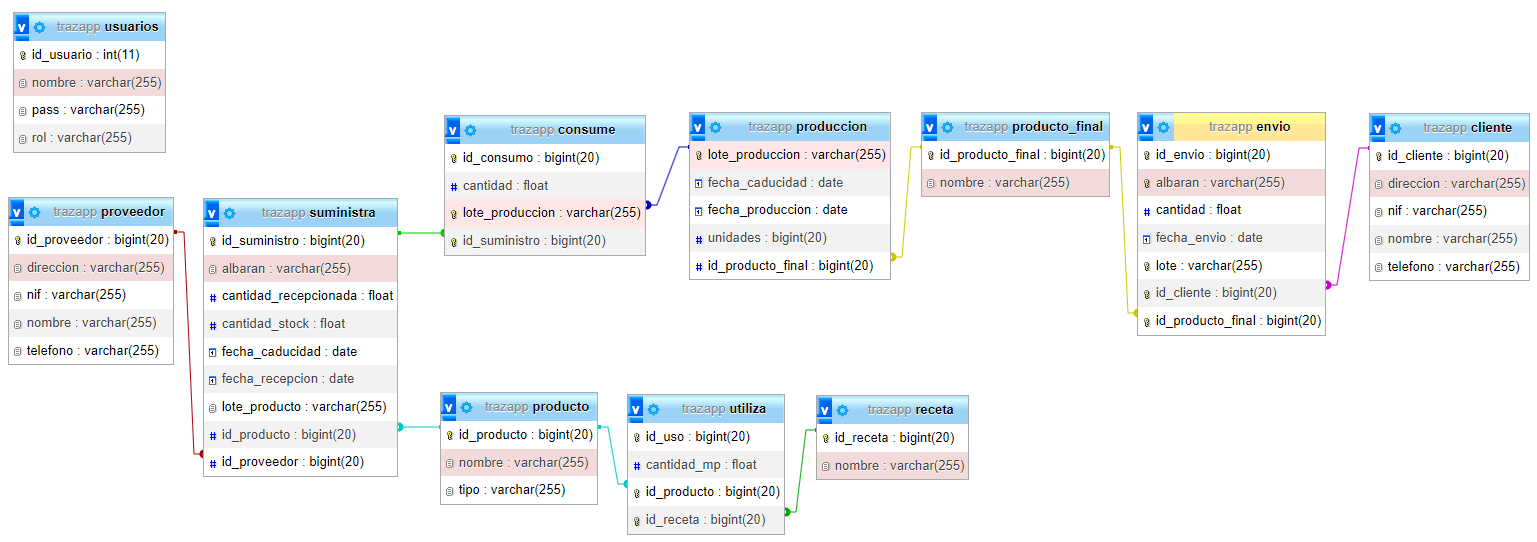 trazapp usuarios
id_usuario : int(11)
nombre : varchar(255)
pass : varchar(255)
rol : varchar(255)
trazapp proveedor
id_proveedor : bigint(20)
direccion : varchar(255)
nif : varchar(255)
nombre : varchar(255)
telefono : varchar(255)
trazapp suministra
id_suministro : bigint(20)
albaran : varchar(255)
cantidad_recepcionada : float
cantidad_stock : float
fecha_caducidad : date
fecha_recepcion : date
lote_producto : varchar(255)
id_producto : bigint(20)
id_proveedor : bigint(20)
trazapp consume
id_consumo : bigint(20)
cantidad : float
lote_produccion : varchar(255)
id_suministro : bigint(20)
trazapp produccion
lote_produccion : varchar(255)
fecha_caducidad : date
fecha_produccion : date
unidades : bigint(20)
id_producto_final : bigint(20)
trazapp producto_final
id_producto_final : bigint(20)
nombre : varchar(255)
trazapp envio
id_envio : bigint(20)
albaran : varchar(255)
cantidad : float
fecha_envio : date
lote : varchar(255)
id_cliente : bigint(20)
id_producto_final : bigint(20)
trazapp cliente
id_cliente : bigint(20)
direccion : varchar(255)
nif : varchar(255)
nombre : varchar(255)
telefono : varchar(255)
trazapp producto
id_producto : bigint(20)
nombre : varchar(255)
tipo : varchar(255)
trazapp utiliza
id_uso : bigint(20)
cantidad_mp : float
id_producto : bigint(20)
id_receta : bigint(20)
trazapp receta
id_receta : bigint(20)
nombre : varchar(255)